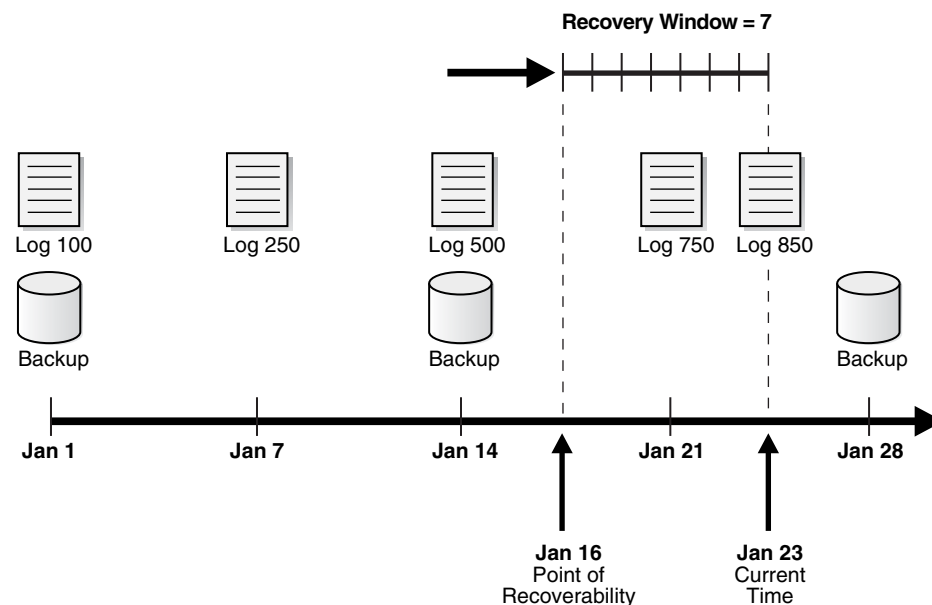 Recovery Window = 7
Log 100
Log 250
Log 500
Log 750
Log 850
Backup
Backup
Backup
Jan 1
Jan 7
Jan 14
Jan 21
Jan 28
Jan 16
Point of
Recoverability
Jan 23
Current
Time